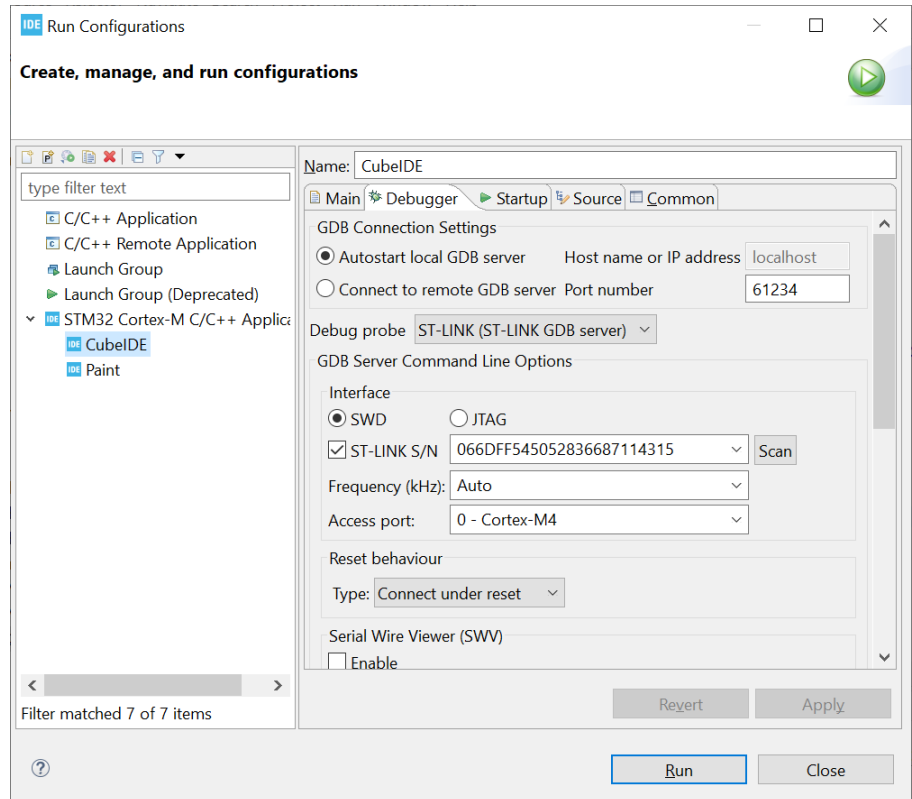 IDE Run Configurations
Create, manage, and run configurations
type filter text
C/C++ Application
C/C++ Remote Application
Launch Group
Launch Group (Deprecated)
IDE STM32 Cortex-M C/C++ Applica
IDE CubeIDE
IDE Paint
Filter matched 7 of 7 items
Name: CubeIDE
Main Debugger Startup Source Common
GDB Connection Settings
Autostart local GDB server Host name or IP address localhost
Connect to remote GDB server Port number 61234
Debug probe ST-LINK (ST-LINK GDB server)
GDB Server Command Line Options
Interface
SWD JTAG
ST-LINK S/N 066DFF545052836687114315 Scan
Frequency (kHz): Auto
Access port: 0 - Cortex-M4
Reset behaviour
Type: Connect under reset
Serial Wire Viewer (SWV)
Enable
Revert Apply
? Run Close